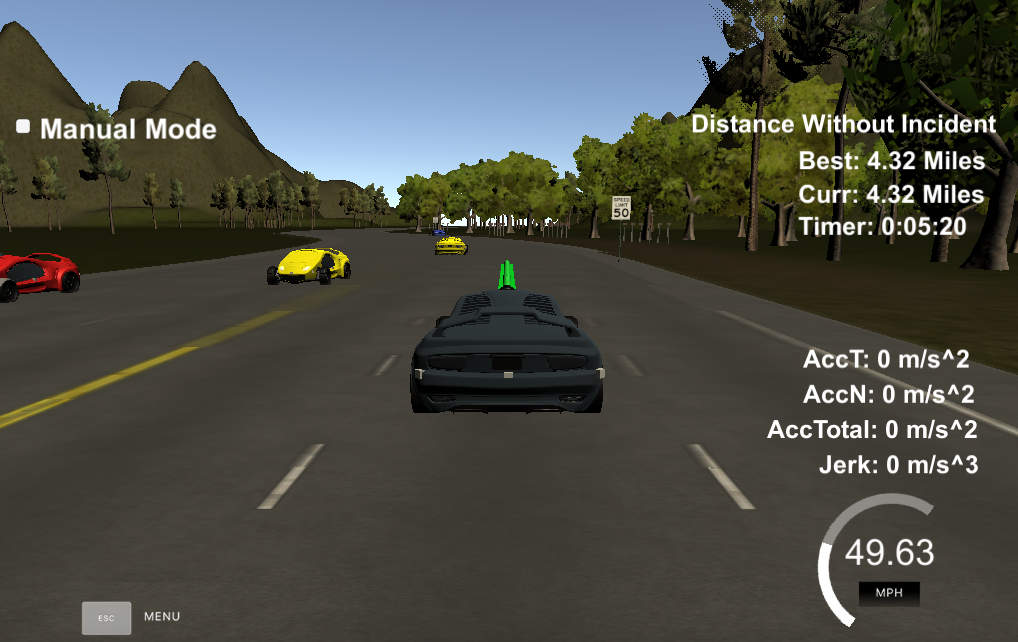 Manual Mode
Distance Without Incident
Best: 4.32 Miles
Curr: 4.32 Miles
Timer: 0:05:20
SPEED
LIMIT
50
AccT: 0 m/s^2
AccN: 0 m/s^2
AccTotal: 0 m/s^2
Jerk: 0 m/s^3
49.63
MPH
ESC MENU